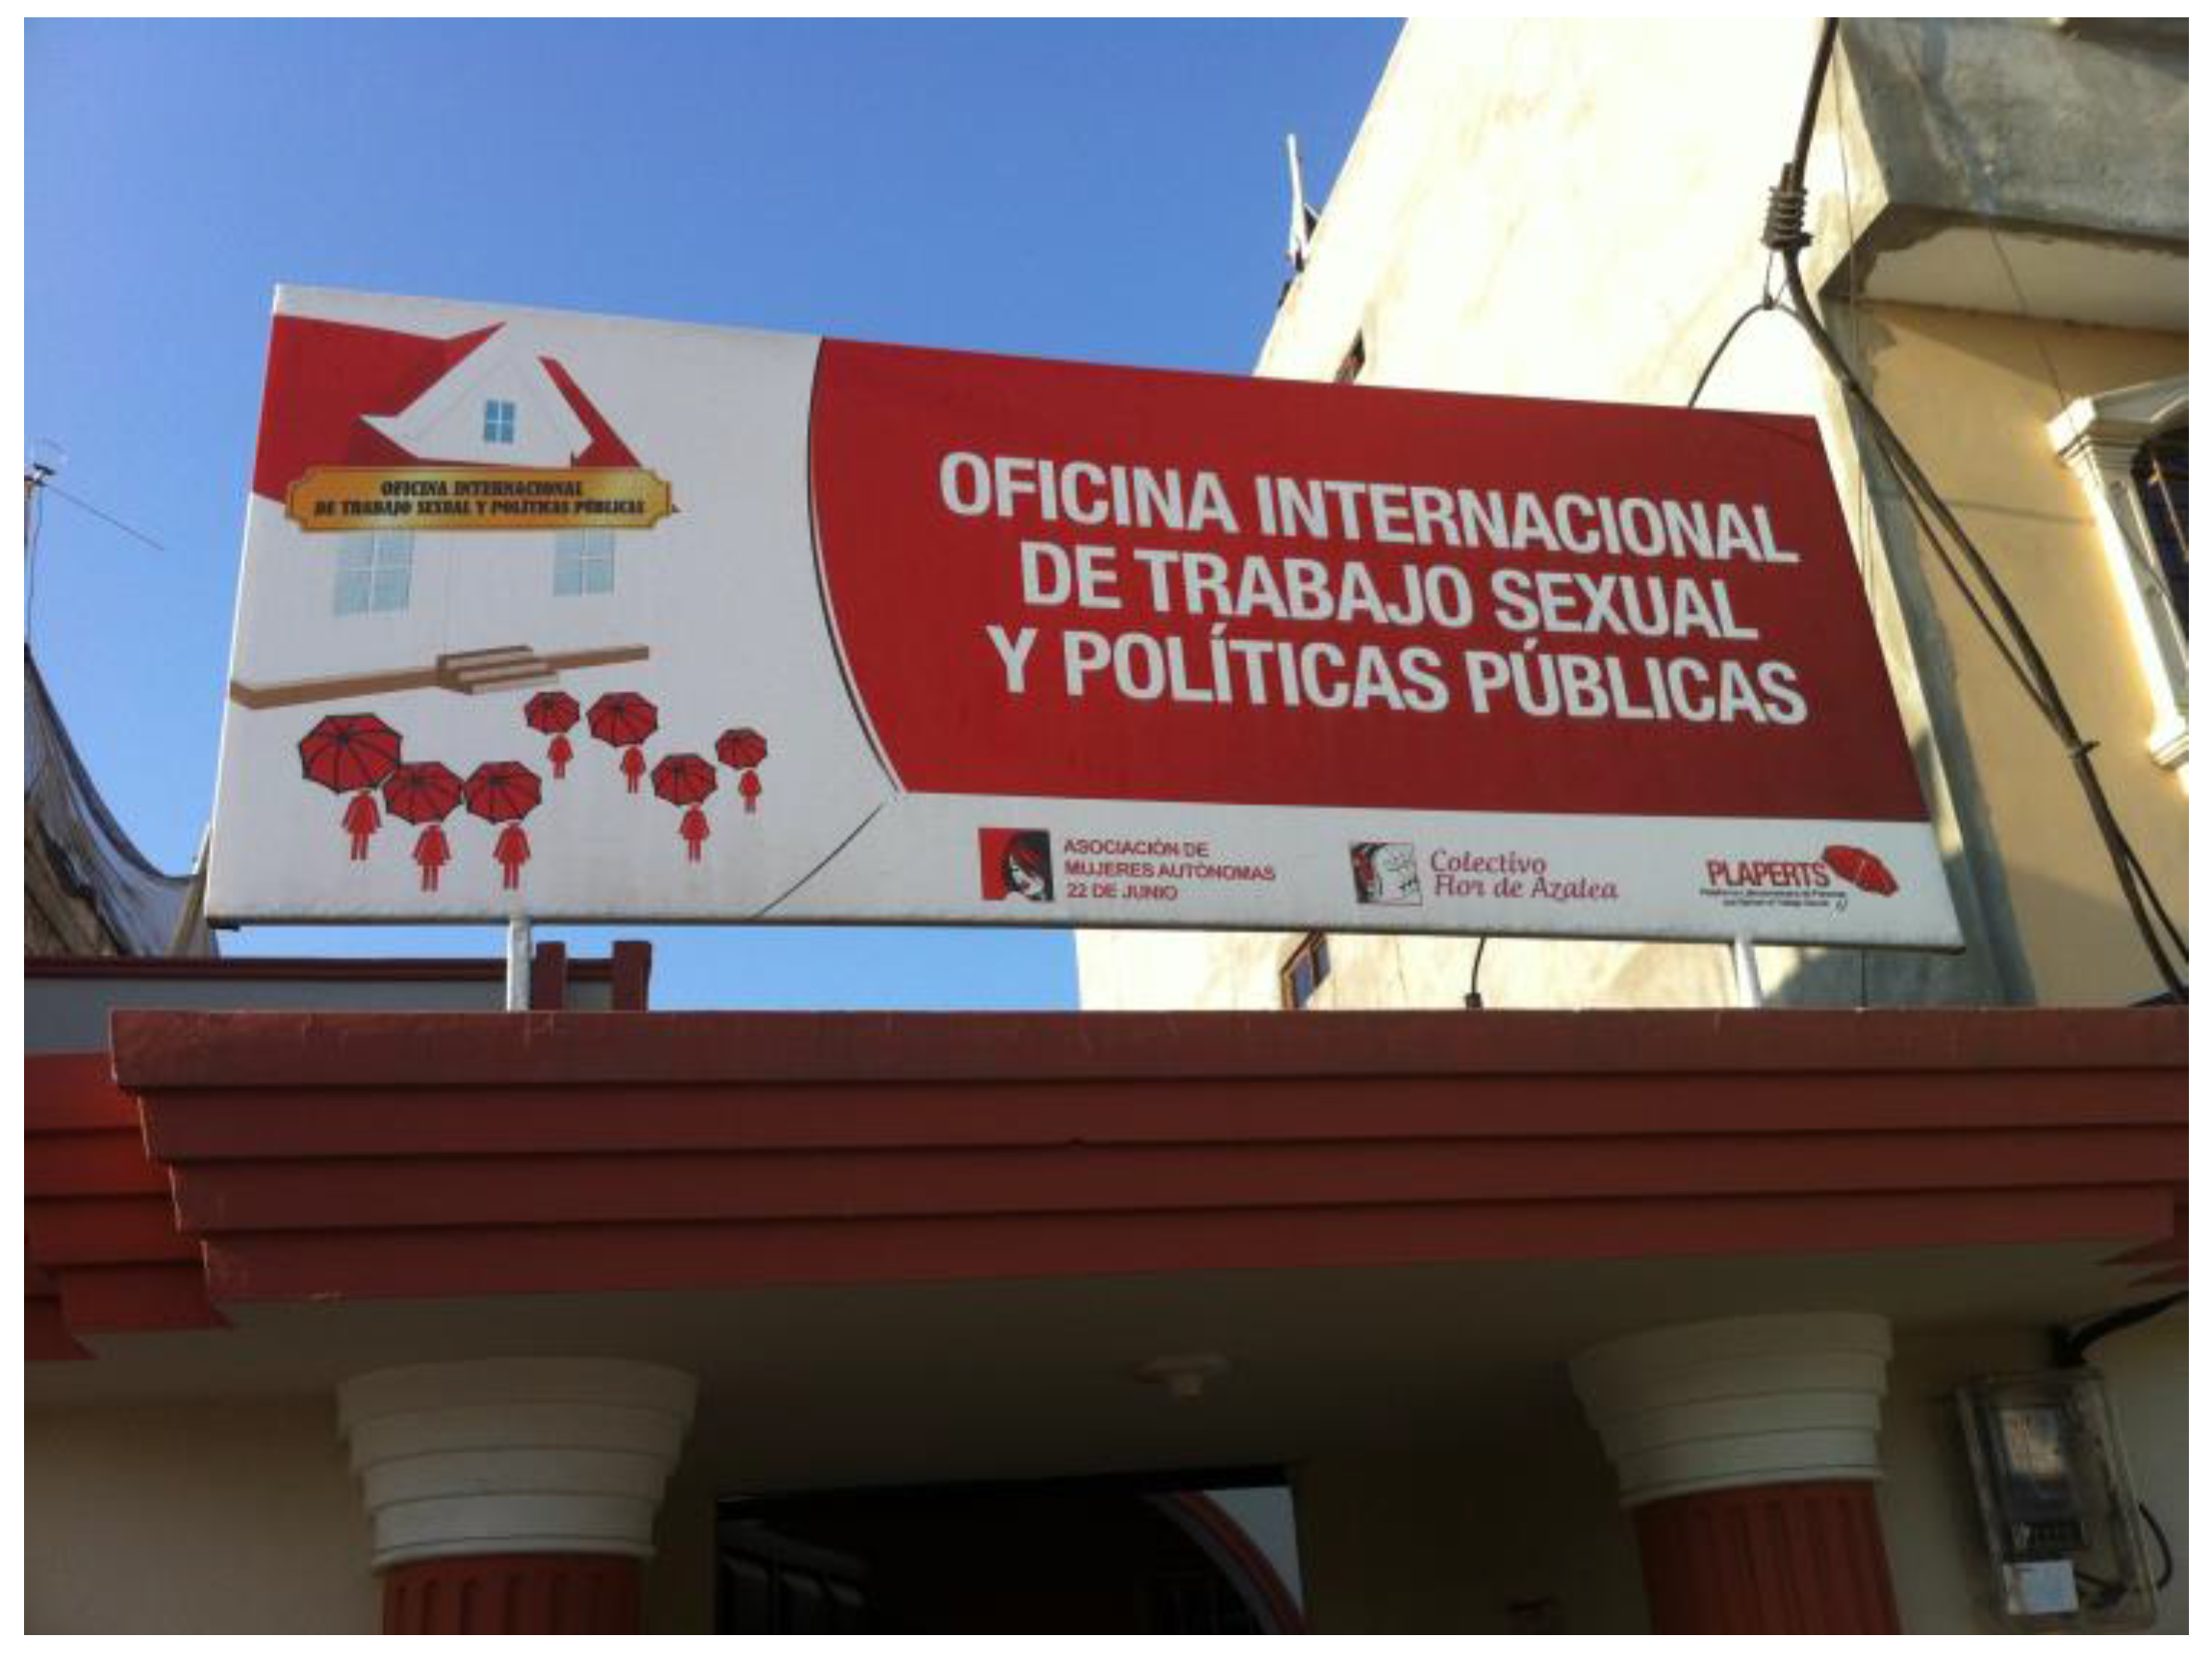 OFICINA INTERNACIONAL
DE TRABAJO SEXUAL Y POLÍTICAS PÚBLICAS
OFICINA INTERNACIONAL
DE TRABAJO SEXUAL
Y POLÍTICAS PÚBLICAS
ASOCIACIÓN DE
MUJERES AUTÓNOMAS
22 DE JUNIO
Colectivo
Flor de Azalea
PLAPERTS